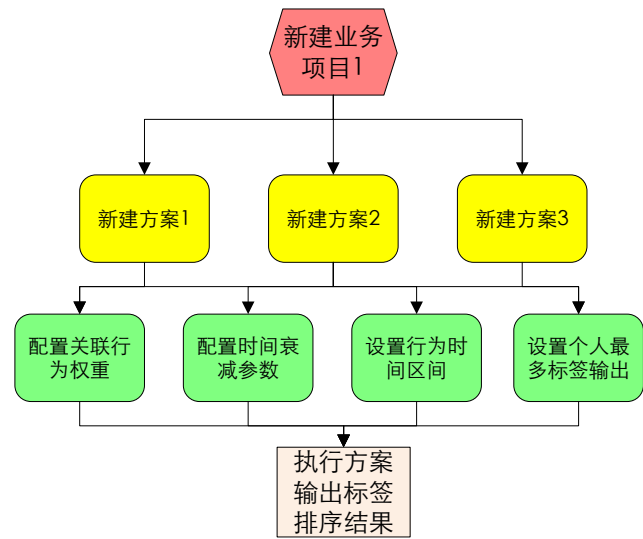 新建业务
项目1
新建方案1
新建方案2
新建方案3
配置关联行
为权重
配置时间衰
减参数
设置行为时
间区间
设置个人最
多标签输出
执行方案
输出标签
排序结果